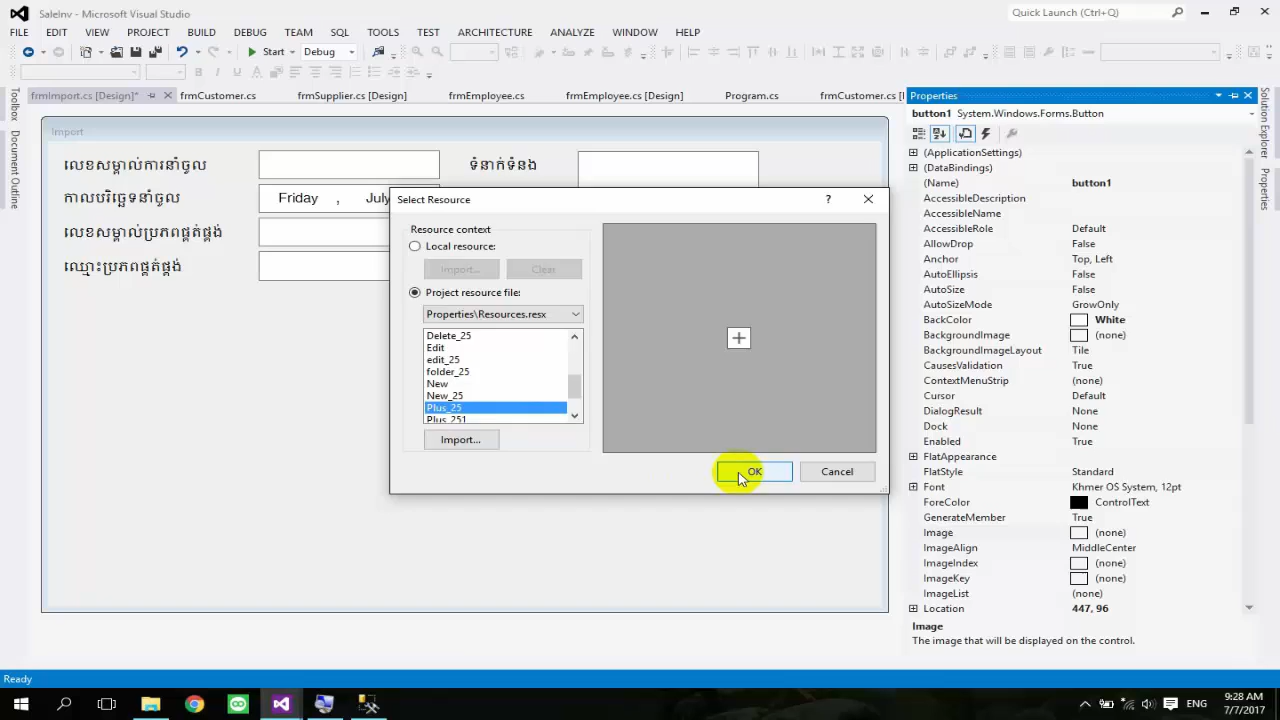 SaleInv - Microsoft Visual Studio
Quick Launch (Ctrl+Q)
FILE EDIT VIEW PROJECT BUILD DEBUG TEAM SQL TOOLS TEST ARCHITECTURE ANALYZE WINDOW HELP
Start Debug
frmImport.cs [Design]* frmCustomer.cs frmSupplier.cs [Design] frmEmployee.cs frmEmployee.cs [Design] Program.cs frmCustomer.cs [
Toolbox
Document Outline
Import
លេខសម្គាល់ការនាំចូល
ទំនាក់ទំនង
កាលបរិច្ឆេទនាំចូល
Friday , July
លេខសម្គាល់ប្រភពផ្គត់ផ្គង់
ឈ្មោះប្រភពផ្គត់ផ្គង់
Select Resource
?
Resource context
Local resource:
Import... Clear
Project resource file:
Properties\Resources.resx
Delete_25
Edit
edit_25
folder_25
New
New_25
Plus_25
Plus_251
Import...
OK Cancel
Properties
button1 System.Windows.Forms.Button
(ApplicationSettings)
(DataBindings)
(Name) button1
AccessibleDescription
AccessibleName
AccessibleRole Default
AllowDrop False
Anchor Top, Left
AutoEllipsis False
AutoSize False
AutoSizeMode GrowOnly
BackColor White
BackgroundImage (none)
BackgroundImageLayout Tile
CausesValidation True
ContextMenuStrip (none)
Cursor Default
DialogResult None
Dock None
Enabled True
FlatAppearance
FlatStyle Standard
Font Khmer OS System, 12pt
ForeColor ControlText
GenerateMember True
Image (none)
ImageAlign MiddleCenter
ImageIndex (none)
ImageKey (none)
ImageList (none)
Location 447, 96
Image
The image that will be displayed on the control.
Solution Explorer
Properties
Ready
ENG
9:28 AM
7/7/2017